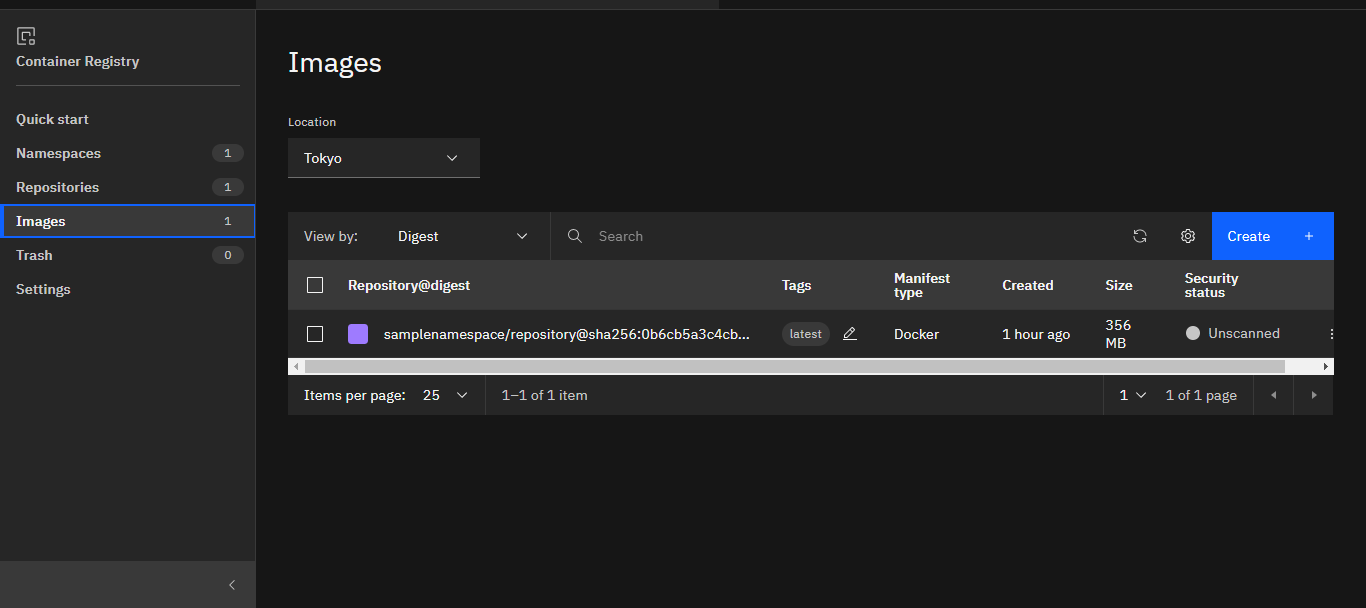 Container Registry
Quick start
Namespaces 1
Repositories 1
Images 1
Trash 0
Settings
Images
Location
Tokyo
View by: Digest Search Create +
Repository@digest Tags Manifest type Created Size Security status
samplenamespace/repository@sha256:0b6cb5a3c4cb... latest Docker 1 hour ago 356 MB Unscanned
Items per page: 25 1–1 of 1 item 1 1 of 1 page